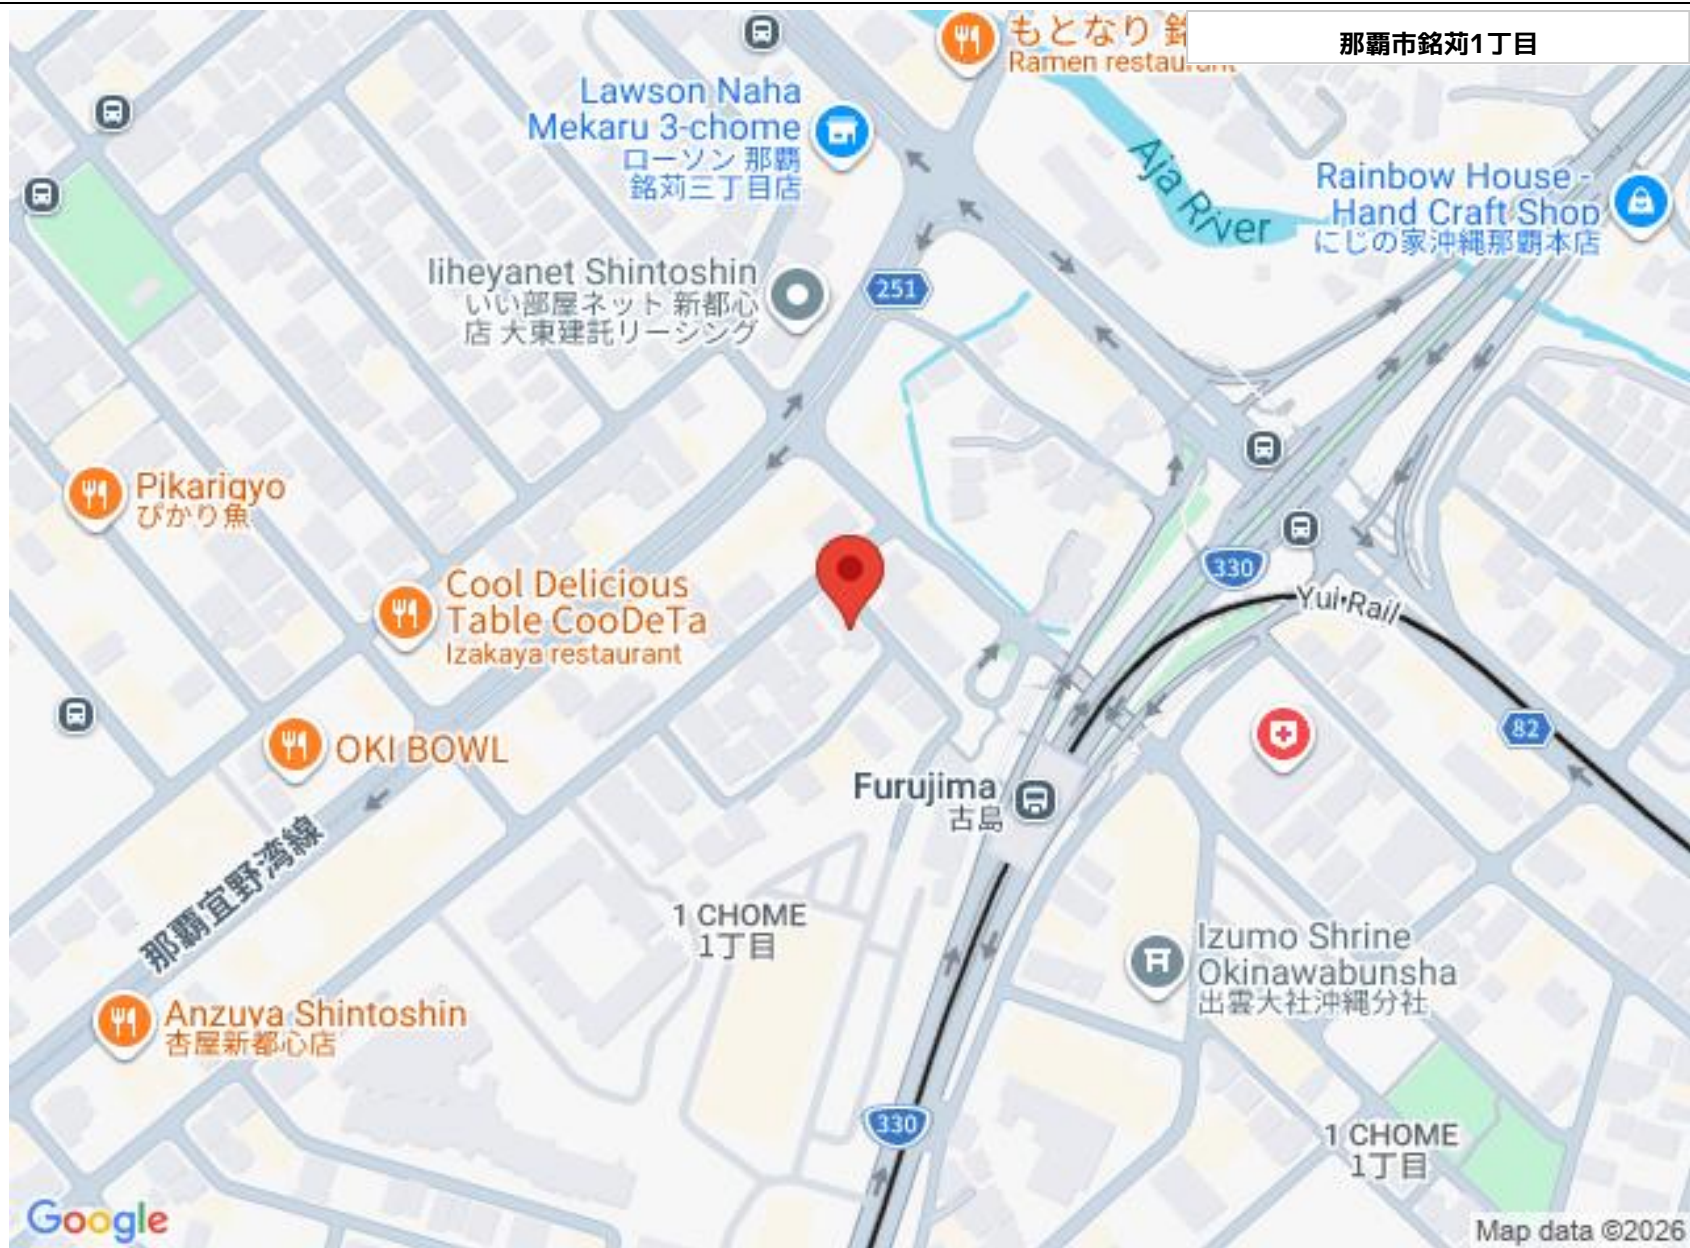 もとなり 銘
Ramen restaurant
那覇市銘苅1丁目
Lawson Naha
Mekaru 3-chome
ローソン 那覇
銘苅三丁目店
Aja River
Rainbow House -
Hand Craft Shop
にじの家沖縄那覇本店
Iiheyanet Shintoshin
いい部屋ネット 新都心
店 大東建託リーシング
251
Pikarigyo
ぴかり魚
Cool Delicious
Table CooDeTa
Izakaya restaurant
330
Yui Rail
82
OKI BOWL
Furujima
古島
那覇宜野湾線
1 CHOME
1丁目
Izumo Shrine
Okinawabunsha
出雲大社沖縄分社
Anzuya Shintoshin
杏屋新都心店
330
1 CHOME
1丁目
Google
Map data ©2026